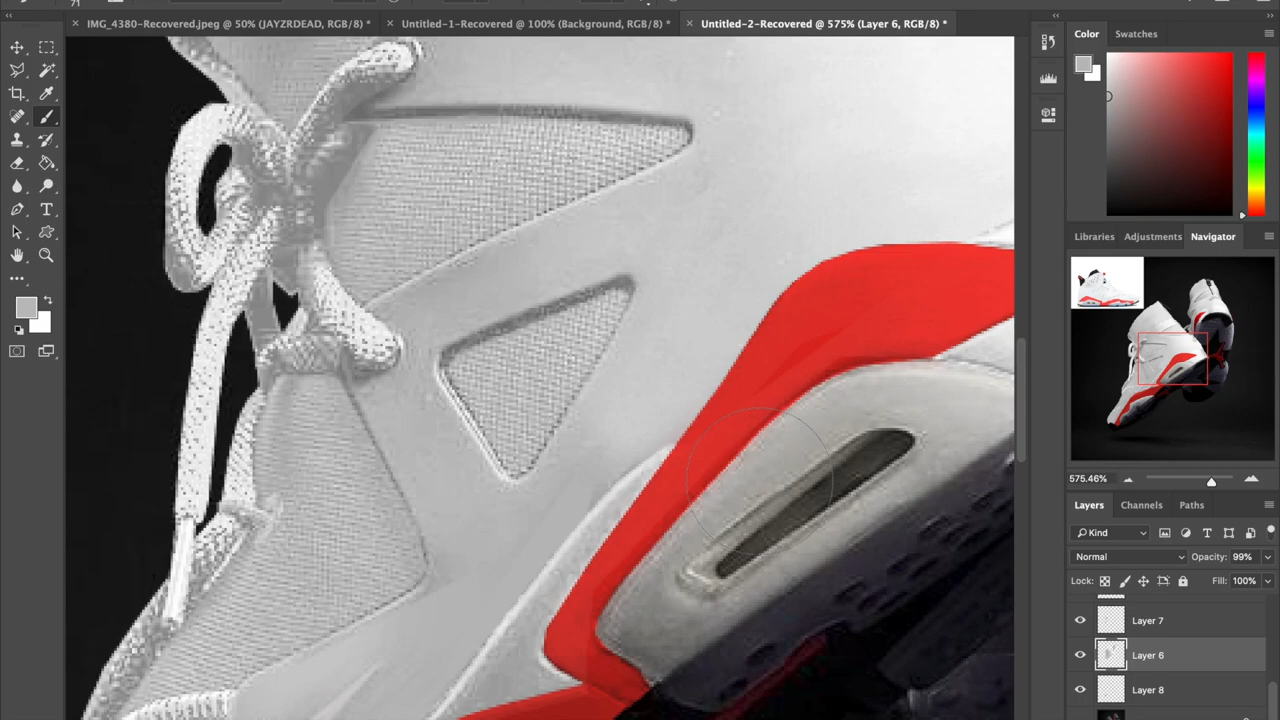 IMG_4380-Recovered.jpeg @ 50% (JAYZRDEAD, RGB/8) *
Untitled-1-Recovered @ 100% (Background, RGB/8) *
Untitled-2-Recovered @ 575% (Layer 6, RGB/8) *
Color
Swatches
Libraries
Adjustments
Navigator
575.46%
Layers
Channels
Paths
Kind
Normal
Opacity: 99%
Lock:
Fill: 100%
Layer 7
Layer 6
Layer 8